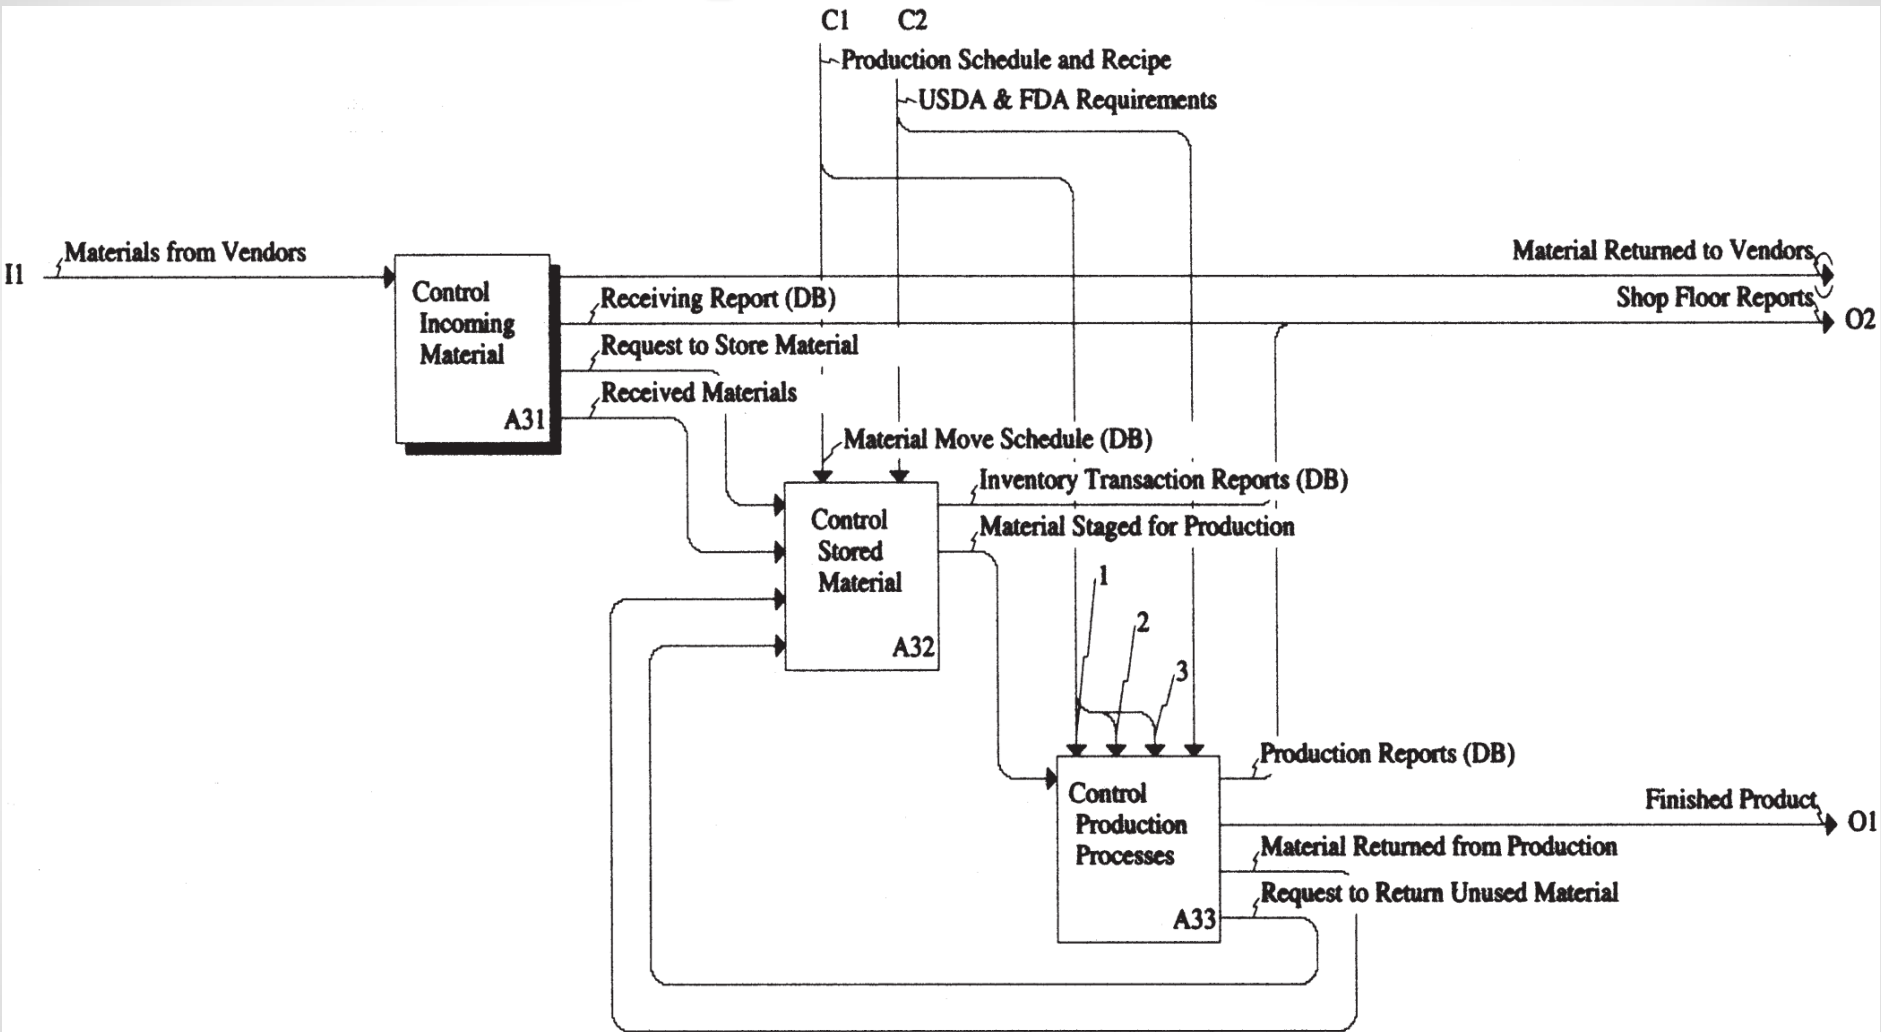 C1 C2
Production Schedule and Recipe
USDA & FDA Requirements
Materials from Vendors
I1
Material Returned to Vendors
Control
Incoming
Material
A31
Receiving Report (DB)
Shop Floor Reports
O2
Request to Store Material
Received Materials
Material Move Schedule (DB)
Inventory Transaction Reports (DB)
Control
Stored
Material
A32
Material Staged for Production
1
2
3
Control
Production
Processes
A33
Production Reports (DB)
Finished Product
O1
Material Returned from Production
Request to Return Unused Material